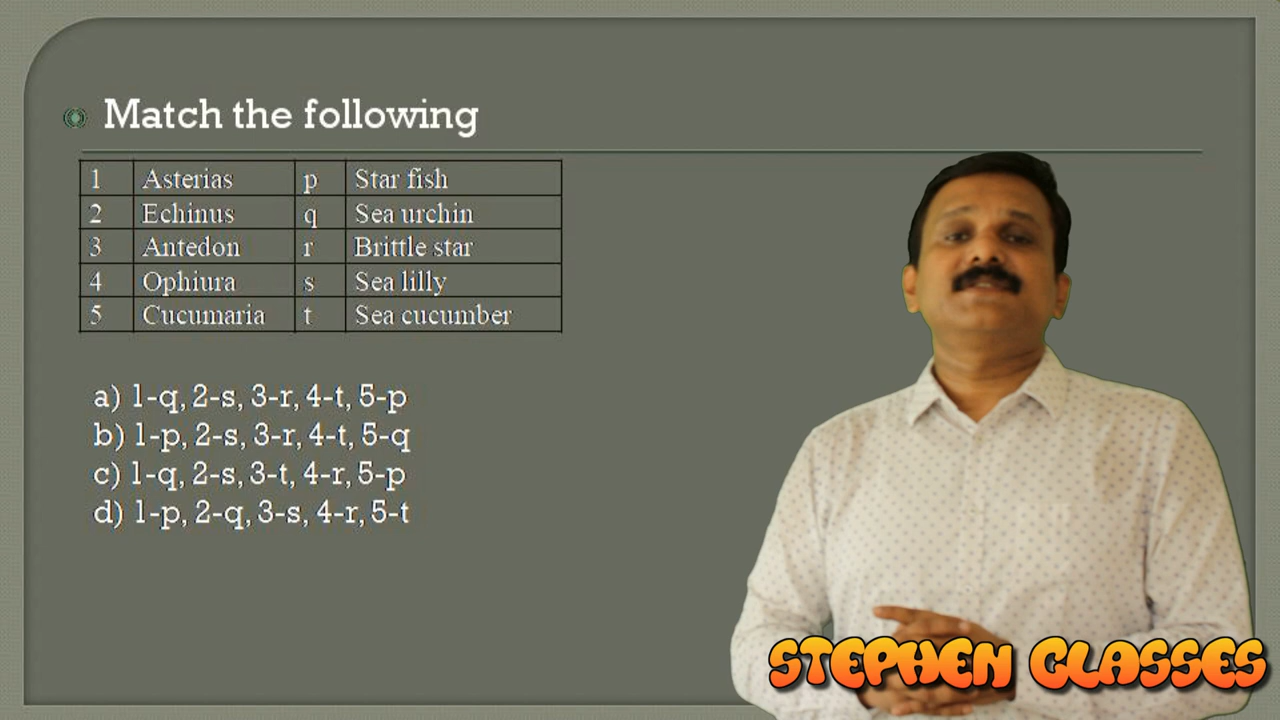 Match the following
1 Asterias p Star fish
2 Echinus q Sea urchin
3 Antedon r Brittle star
4 Ophiura s Sea lilly
5 Cucumaria t Sea cucumber
a) 1-q, 2-s, 3-r, 4-t, 5-p
b) 1-p, 2-s, 3-r, 4-t, 5-q
c) 1-q, 2-s, 3-t, 4-r, 5-p
d) 1-p, 2-q, 3-s, 4-r, 5-t
STEPHEN CLASSES